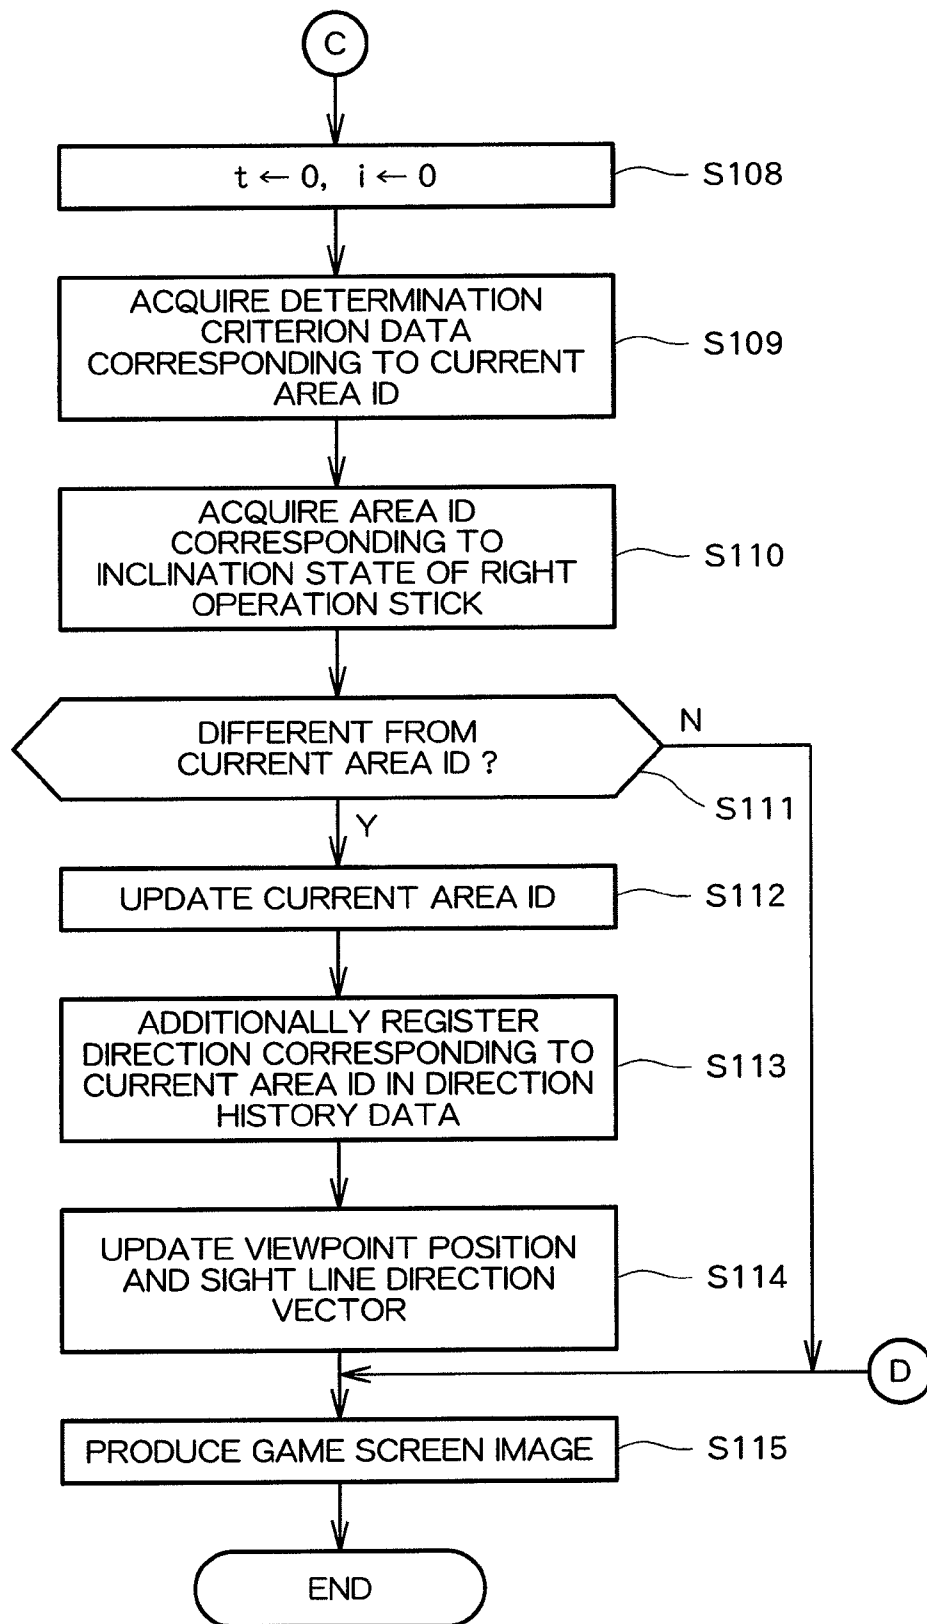 C
t ← 0, i ← 0
S108
ACQUIRE DETERMINATION
CRITERION DATA
CORRESPONDING TO CURRENT
AREA ID
S109
ACQUIRE AREA ID
CORRESPONDING TO
INCLINATION STATE OF RIGHT
OPERATION STICK
S110
DIFFERENT FROM
CURRENT AREA ID ?
N
S111
Y
UPDATE CURRENT AREA ID
S112
ADDITIONALLY REGISTER
DIRECTION CORRESPONDING TO
CURRENT AREA ID IN DIRECTION
HISTORY DATA
S113
UPDATE VIEWPOINT POSITION
AND SIGHT LINE DIRECTION
VECTOR
S114
D
PRODUCE GAME SCREEN IMAGE
S115
END